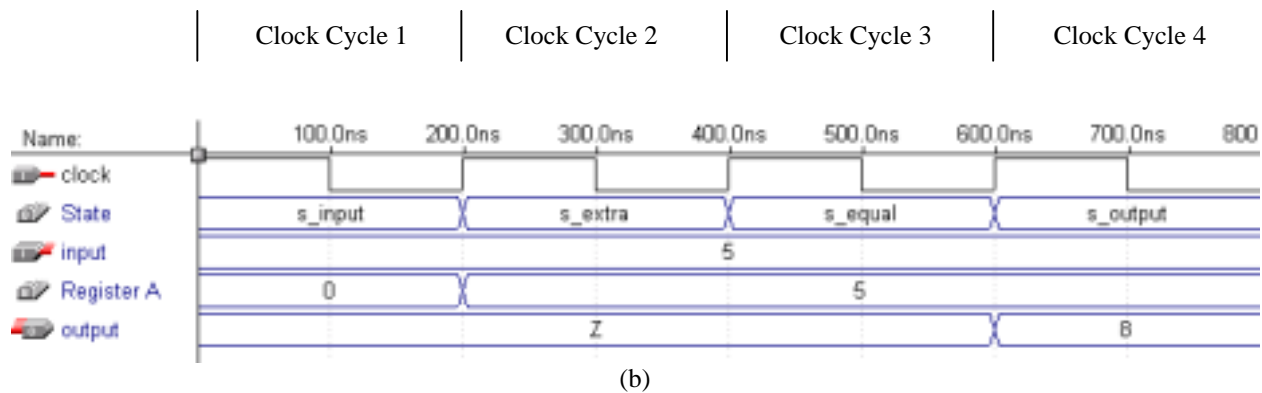 Clock Cycle 1 Clock Cycle 2 Clock Cycle 3 Clock Cycle 4
Name: 100.0ns 200.0ns 300.0ns 400.0ns 500.0ns 600.0ns 700.0ns 800
clock
State s_input s_extra s_equal s_output
input 5
Register A 0 5
output Z 8
(b)